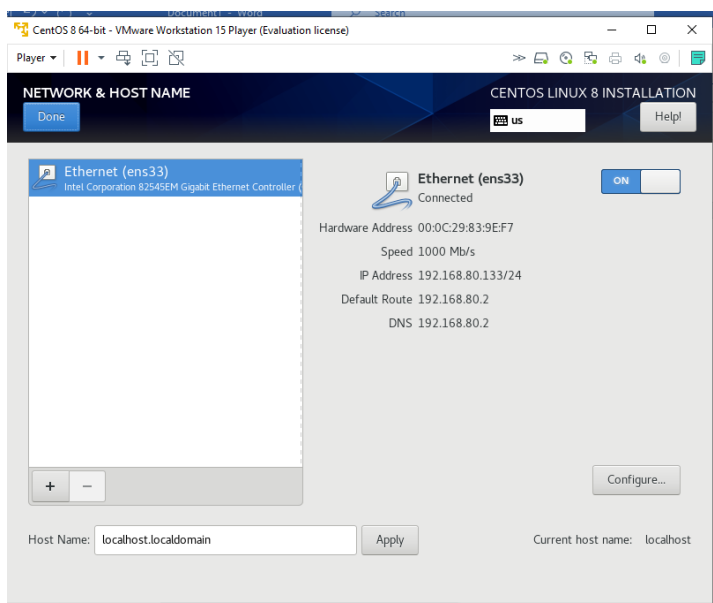 Document1 - Word
Search
CentOS 8 64-bit - VMware Workstation 15 Player (Evaluation license)
Player
NETWORK & HOST NAME
CENTOS LINUX 8 INSTALLATION
Done
us
Help!
Ethernet (ens33)
Intel Corporation 82545EM Gigabit Ethernet Controller (
Ethernet (ens33)
Connected
ON
Hardware Address 00:0C:29:83:9E:F7
Speed 1000 Mb/s
IP Address 192.168.80.133/24
Default Route 192.168.80.2
DNS 192.168.80.2
+ −
Configure...
Host Name: localhost.localdomain Apply Current host name: localhost